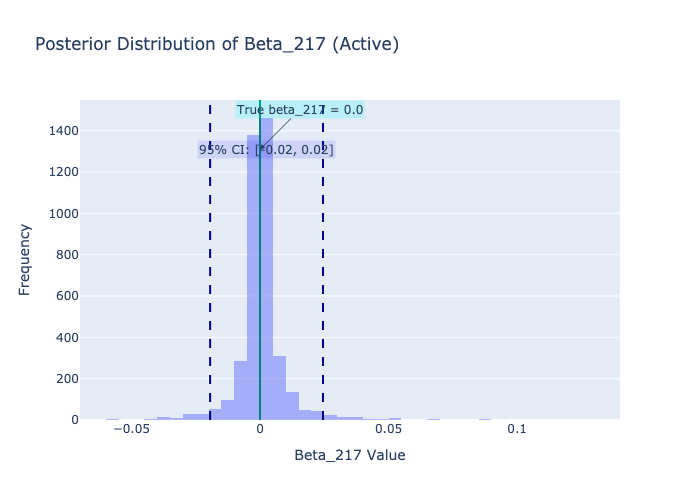 Posterior Distribution of Beta_217 (Active)
True beta_217 = 0.0
95% CI: [-0.02, 0.02]
1400
1200
1000
800
600
400
200
0
Frequency
−0.05
0
0.05
0.1
Beta_217 Value